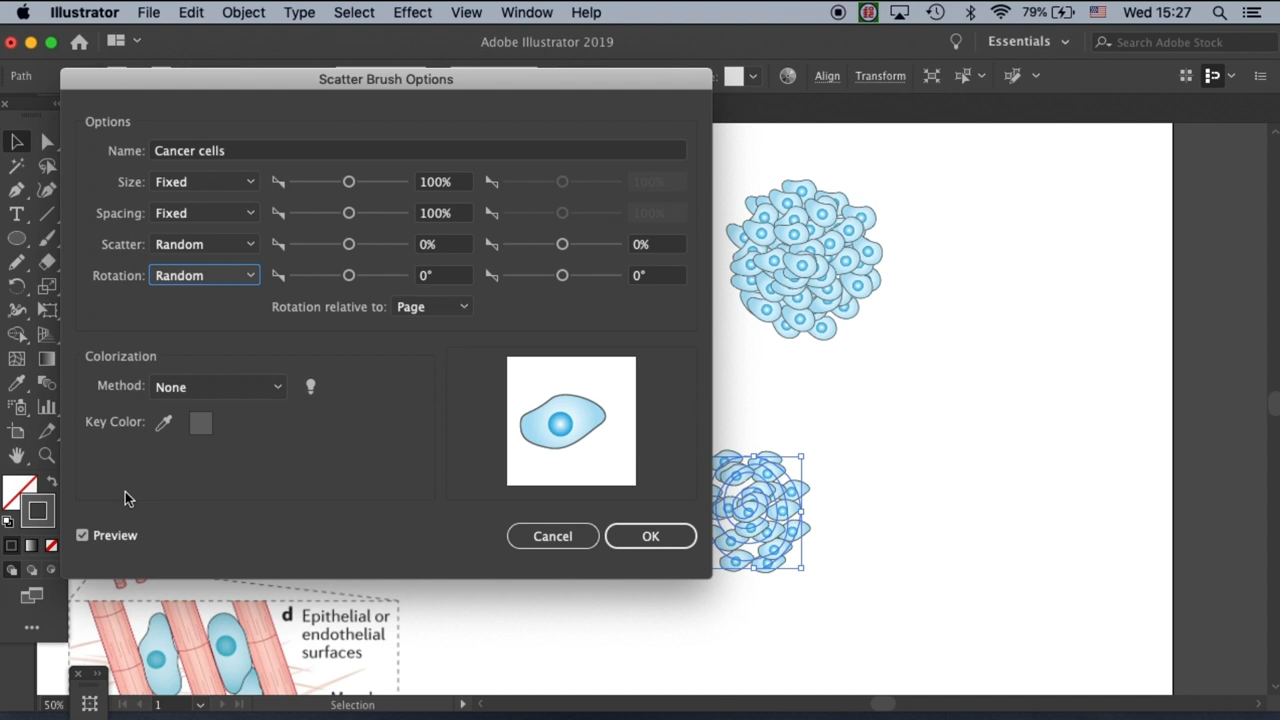 Illustrator File Edit Object Type Select Effect View Window Help 79% Wed 15:27
Adobe Illustrator 2019 Essentials Search Adobe Stock
Path Align Transform
Scatter Brush Options
Options
Name: Cancer cells
Size: Fixed 100% 100%
Spacing: Fixed 100% 100%
Scatter: Random 0% 0%
Rotation: Random 0° 0°
Rotation relative to: Page
Colorization
Method: None
Key Color:
Preview Cancel OK
d Epithelial or
endothelial
surfaces
50% 1 Selection